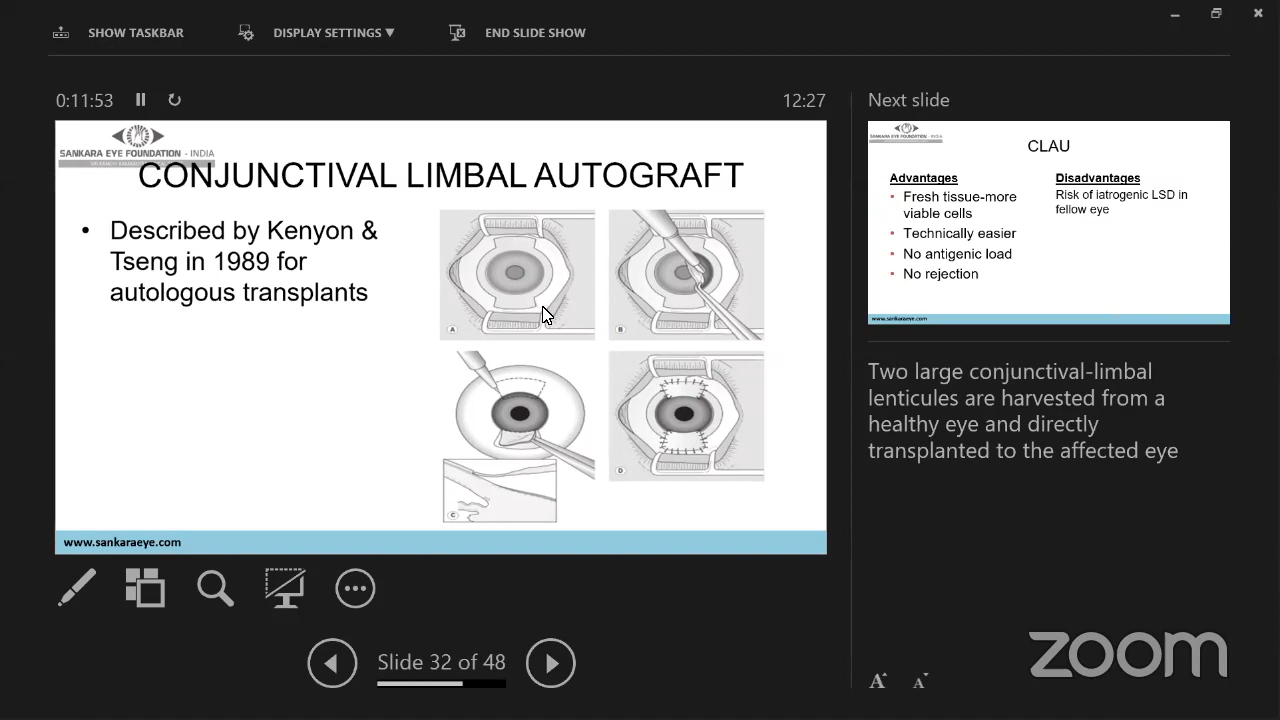 SHOW TASKBAR
DISPLAY SETTINGS ▼
END SLIDE SHOW
0:11:53
12:27
SANKARA EYE FOUNDATION - INDIA
CONJUNCTIVAL LIMBAL AUTOGRAFT
• Described by Kenyon &
Tseng in 1989 for
autologous transplants
A
B
C
D
www.sankaraeye.com
Slide 32 of 48
Next slide
SANKARA EYE FOUNDATION - INDIA
CLAU
Advantages
Fresh tissue-more
viable cells
Technically easier
No antigenic load
No rejection
Disadvantages
Risk of iatrogenic LSD in
fellow eye
www.sankaraeye.com
Two large conjunctival-limbal
lenticules are harvested from a
healthy eye and directly
transplanted to the affected eye
A A
zoom